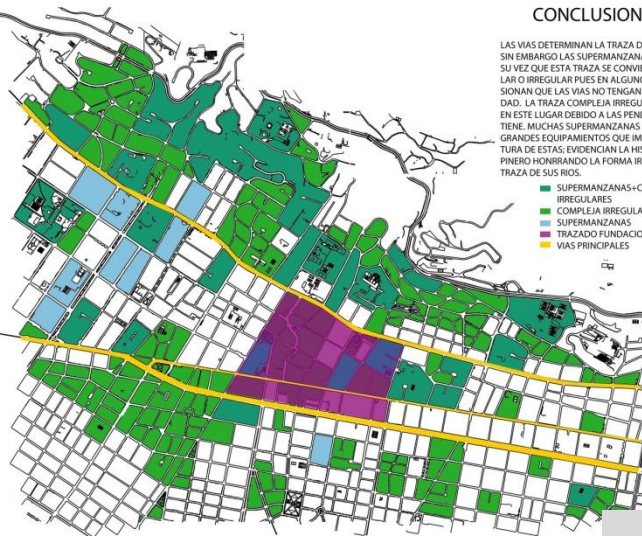 CONCLUSION
LAS VIAS DETERMINAN LA TRAZA D
SIN EMBARGO LAS SUPERMANZAN
SU VEZ QUE ESTA TRAZA SE CONVIE
LAR O IRREGULAR PUES EN ALGUNO
SIONAN QUE LAS VIAS NO TENGAN
DAD. LA TRAZA COMPLEJA IRREGU
EN ESTE LUGAR DEBIDO A LAS PEND
TIENE. MUCHAS SUPERMANZANAS
GRANDES EQUIPAMIENTOS QUE IM
TURA DE ESTAS; EVIDENCIAN LA HIS
PINERO HONRRANDO LA FORMA IR
TRAZA DE SUS RIOS.
SUPERMANZANAS+C
IRREGULARES
COMPLEJA IRREGULA
SUPERMANZANAS
TRAZADO FUNDACIO
VIAS PRINCIPALES